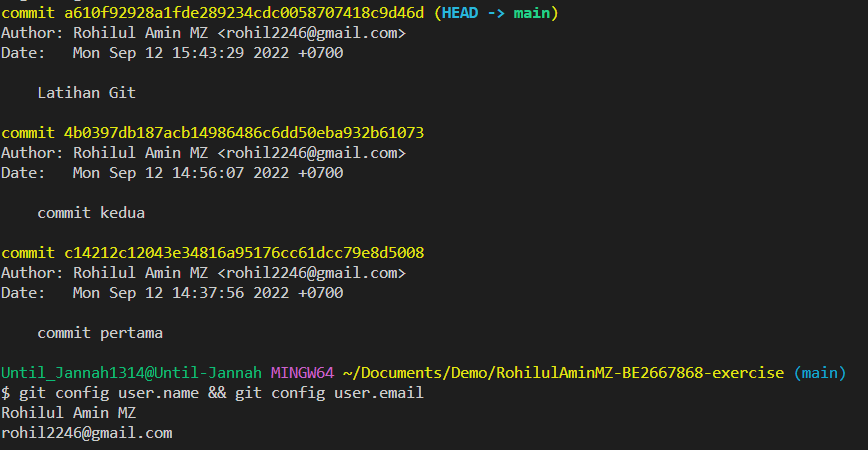 commit a610f92928a1fde289234cdc0058707418c9d46d (HEAD -> main)
Author: Rohilul Amin MZ <rohil2246@gmail.com>
Date:   Mon Sep 12 15:43:29 2022 +0700
    Latihan Git
commit 4b0397db187acb14986486c6dd50eba932b61073
Author: Rohilul Amin MZ <rohil2246@gmail.com>
Date:   Mon Sep 12 14:56:07 2022 +0700
    commit kedua
commit c14212c12043e34816a95176cc61dcc79e8d5008
Author: Rohilul Amin MZ <rohil2246@gmail.com>
Date:   Mon Sep 12 14:37:56 2022 +0700
    commit pertama
Until_Jannah1314@Until-Jannah MINGW64 ~/Documents/Demo/RohilulAminMZ-BE2667868-exercise (main)
$ git config user.name && git config user.email
Rohilul Amin MZ
rohil2246@gmail.com